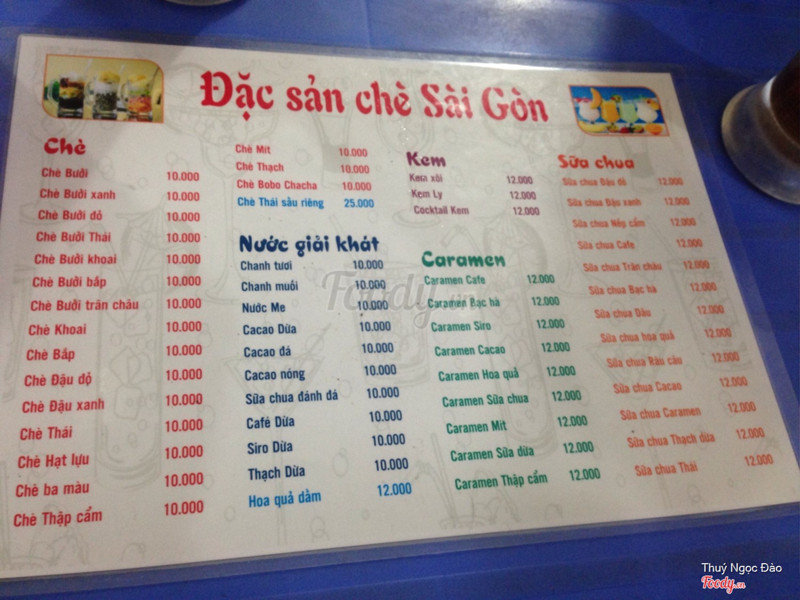 Đặc sản chè Sài Gòn
Chè
Chè Bưởi 10.000
Chè Bưởi xanh 10.000
Chè Bưởi đỏ 10.000
Chè Bưởi Thái 10.000
Chè Bưởi khoai 10.000
Chè Bưởi bắp 10.000
Chè Bưởi trân châu 10.000
Chè Khoai 10.000
Chè Bắp 10.000
Chè Đậu đỏ 10.000
Chè Đậu xanh 10.000
Chè Thái 10.000
Chè Hạt lựu 10.000
Chè ba màu 10.000
Chè Thập cẩm 10.000
Chè Mít 10.000
Chè Thạch 10.000
Chè Bobo Chacha 10.000
Chè Thái sầu riêng 25.000
Nước giải khát
Chanh tươi 10.000
Chanh muối 10.000
Nước Me 10.000
Cacao Dừa 10.000
Cacao đá 10.000
Cacao nóng 10.000
Sữa chua đánh đá 10.000
Café Dừa 10.000
Siro Dừa 10.000
Thạch Dừa 10.000
Hoa quả dầm 12.000
Kem
Kem xôi 12.000
Kem Ly 12.000
Cocktail Kem 12.000
Caramen
Caramen Cafe 12.000
Caramen Bạc hà 12.000
Caramen Siro 12.000
Caramen Cacao 12.000
Caramen Hoa quả 12.000
Caramen Sữa chua 12.000
Caramen Mít 12.000
Caramen Sữa dừa 12.000
Caramen Thập cẩm 12.000
Sữa chua
Sữa chua Đậu đỏ 12.000
Sữa chua Đậu xanh 12.000
Sữa chua Nếp cẩm 12.000
Sữa chua Cafe 12.000
Sữa chua Trân châu 12.000
Sữa chua Bạc hà 12.000
Sữa chua Dâu 12.000
Sữa chua hoa quả 12.000
Sữa chua Rau câu 12.000
Sữa chua Cacao 12.000
Sữa chua Caramen 12.000
Sữa chua Thạch dừa 12.000
Sữa chua Thái 12.000
Foody.vn
Thuý Ngọc Đào
Foody.vn